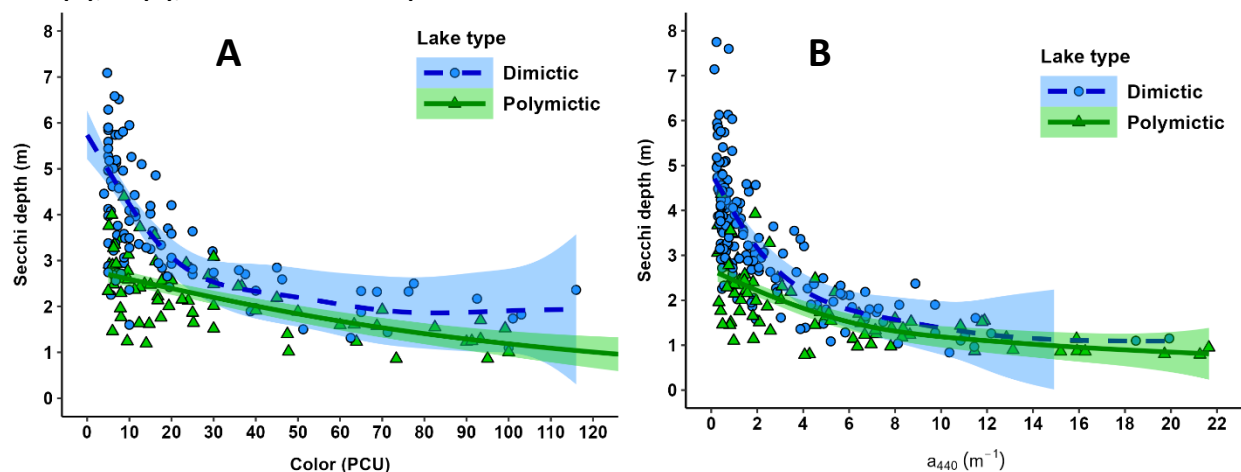 A
Lake type
Dimictic
Polymictic
Secchi depth (m)
8
7
6
5
4
3
2
1
0
0 10 20 30 40 50 60 70 80 90 100 110 120
Color (PCU)
B
Lake type
Dimictic
Polymictic
Secchi depth (m)
8
7
6
5
4
3
2
1
0
0 2 4 6 8 10 12 14 16 18 20 22
a440 (m−1)